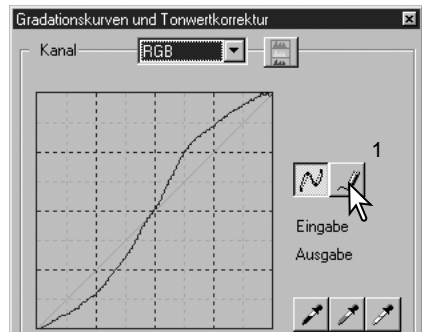 Gradationskurven und Tonwertkorrektur
Kanal RGB
1
Eingabe
Ausgabe